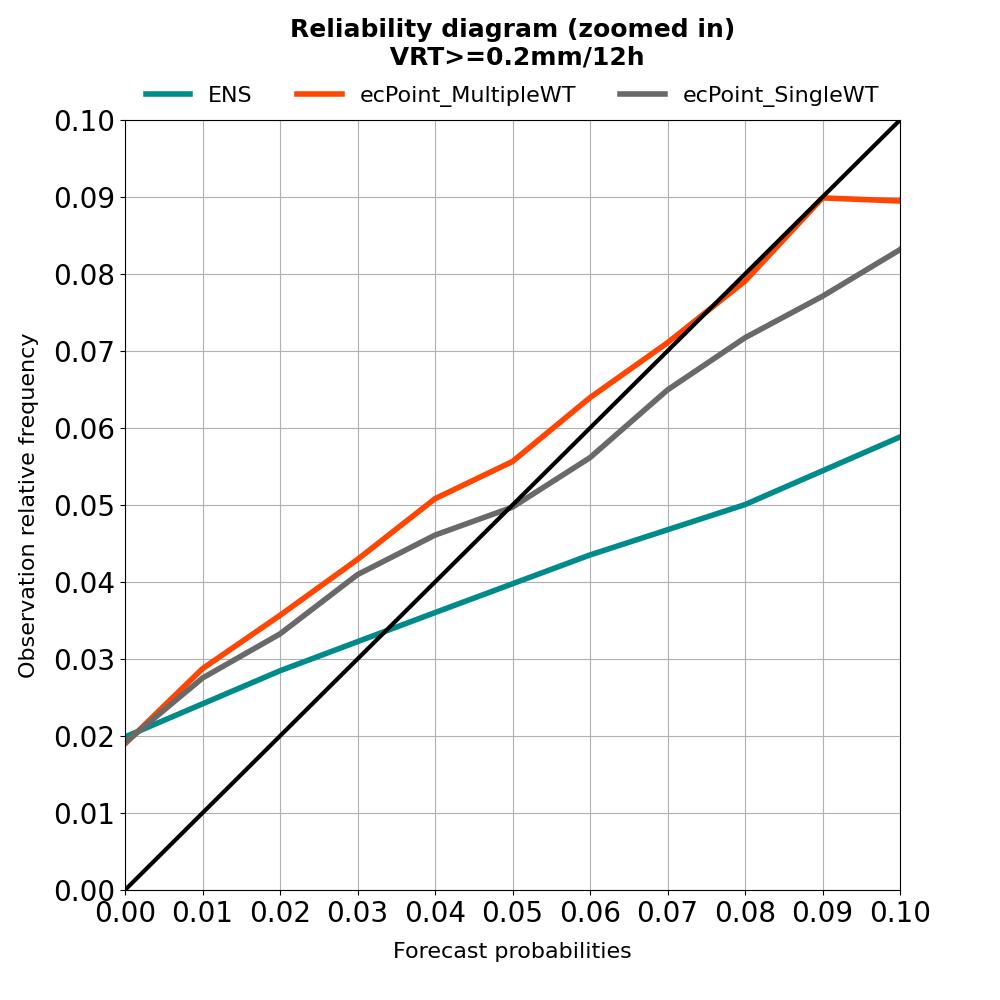 Reliability diagram (zoomed in)
VRT>=0.2mm/12h
ENS ecPoint_MultipleWT ecPoint_SingleWT
0.10
0.09
0.08
0.07
0.06
0.05
0.04
0.03
0.02
0.01
0.00
Observation relative frequency
0.00 0.01 0.02 0.03 0.04 0.05 0.06 0.07 0.08 0.09 0.10
Forecast probabilities